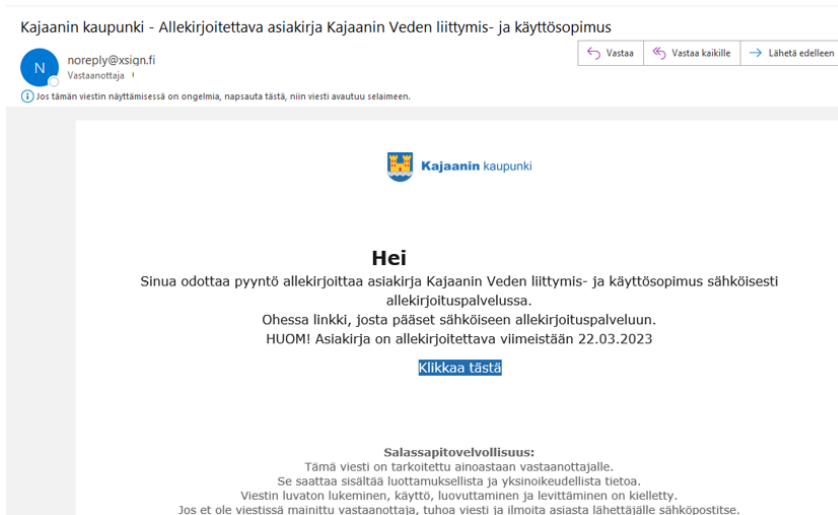 Kajaanin kaupunki - Allekirjoitettava asiakirja Kajaanin Veden liittymis- ja käyttösopimus
N
noreply@xsign.fi
Vastaanottaja
Vastaa
Vastaa kaikille
Lähetä edelleen
Jos tämän viestin näyttämisessä on ongelmia, napsauta tästä, niin viesti avautuu selaimeen.
Kajaanin kaupunki
Hei
Sinua odottaa pyyntö allekirjoittaa asiakirja Kajaanin Veden liittymis- ja käyttösopimus sähköisesti
allekirjoituspalvelussa.
Ohessa linkki, josta pääset sähköiseen allekirjoituspalveluun.
HUOM! Asiakirja on allekirjoitettava viimeistään 22.03.2023
Klikkaa tästä
Salassapitovelvollisuus:
Tämä viesti on tarkoitettu ainoastaan vastaanottajalle.
Se saattaa sisältää luottamuksellista ja yksinoikeudellista tietoa.
Viestin luvaton lukeminen, käyttö, luovuttaminen ja levittäminen on kielletty.
Jos et ole viestissä mainittu vastaanottaja, tuhoa viesti ja ilmoita asiasta lähettäjälle sähköpostitse.